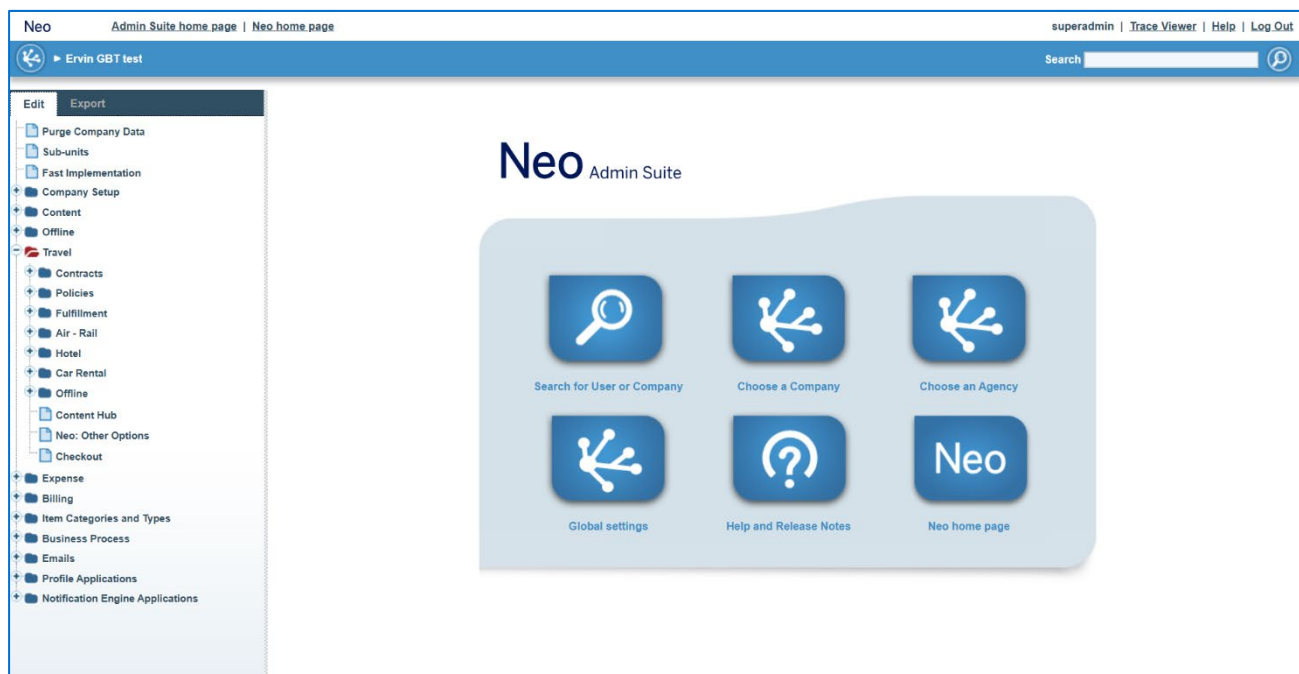 Neo Admin Suite home page | Neo home page superadmin | Trace Viewer | Help | Log Out
Ervin GBT test Search
Edit Export
Purge Company Data
Sub-units
Fast Implementation
Company Setup
Content
Offline
Travel
Contracts
Policies
Fulfillment
Air - Rail
Hotel
Car Rental
Offline
Content Hub
Neo: Other Options
Checkout
Expense
Billing
Item Categories and Types
Business Process
Emails
Profile Applications
Notification Engine Applications
Neo Admin Suite
Search for User or Company Choose a Company Choose an Agency
Neo
Global settings Help and Release Notes Neo home page